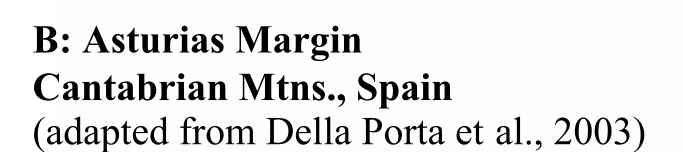 B: Asturias Margin
Cantabrian Mtns., Spain
(adapted from Della Porta et al., 2003)